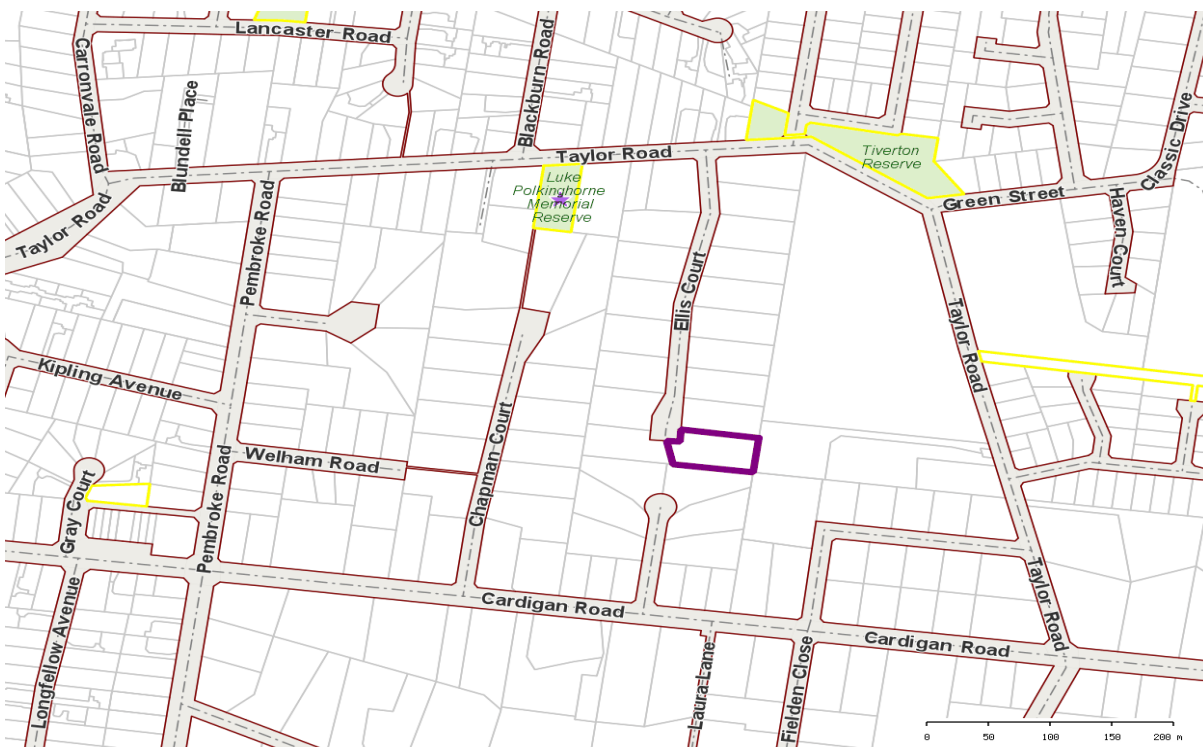 Lancaster Road
Carronvale Road
Blundell Place
Blackburn Road
Taylor Road
Tiverton
Reserve
Classic Drive
Luke
Polkinghorne
Memorial
Reserve
Green Street
Haven Court
Taylor Road
Pembroke Road
Ellis Court
Taylor Road
Kipling Avenue
Chapman Court
Welham Road
Gray Court
Pembroke Road
Longfellow Avenue
Cardigan Road
Taylor Road
Cardigan Road
Laura Lane
Fielden Close
0 50 100 150 200 m